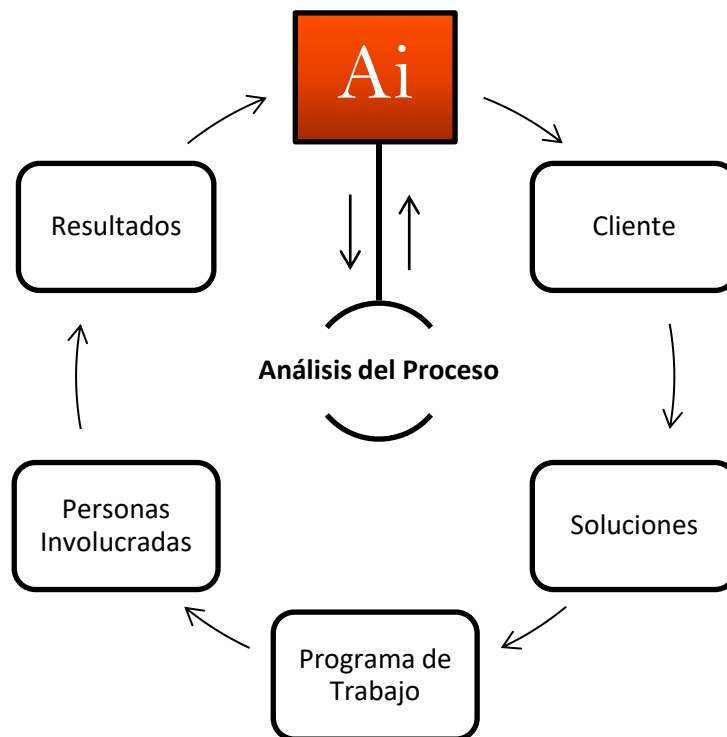 Ai
Cliente
Soluciones
Programa de
Trabajo
Personas
Involucradas
Resultados
Análisis del Proceso